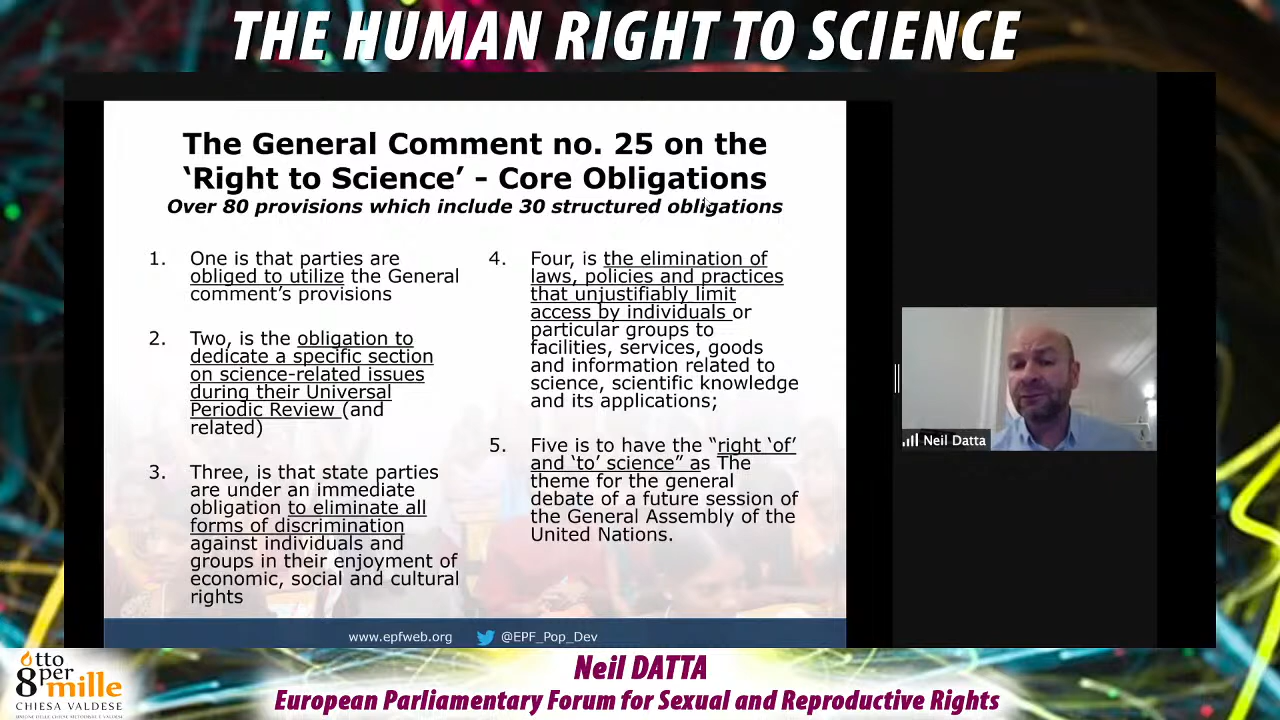 THE HUMAN RIGHT TO SCIENCE
The General Comment no. 25 on the
‘Right to Science’ - Core Obligations
Over 80 provisions which include 30 structured obligations
1. One is that parties are
obliged to utilize the General
comment’s provisions
2. Two, is the obligation to
dedicate a specific section
on science-related issues
during their Universal
Periodic Review (and
related)
3. Three, is that state parties
are under an immediate
obligation to eliminate all
forms of discrimination
against individuals and
groups in their enjoyment of
economic, social and cultural
rights
4. Four, is the elimination of
laws, policies and practices
that unjustifiably limit
access by individuals or
particular groups to
facilities, services, goods
and information related to
science, scientific knowledge
and its applications;
5. Five is to have the “right ‘of’
and ‘to’ science” as The
theme for the general
debate of a future session of
the General Assembly of the
United Nations.
www.epfweb.org @EPF_Pop_Dev
Neil Datta
otto
per
8 mille
CHIESA VALDESE
Neil DATTA
European Parliamentary Forum for Sexual and Reproductive Rights